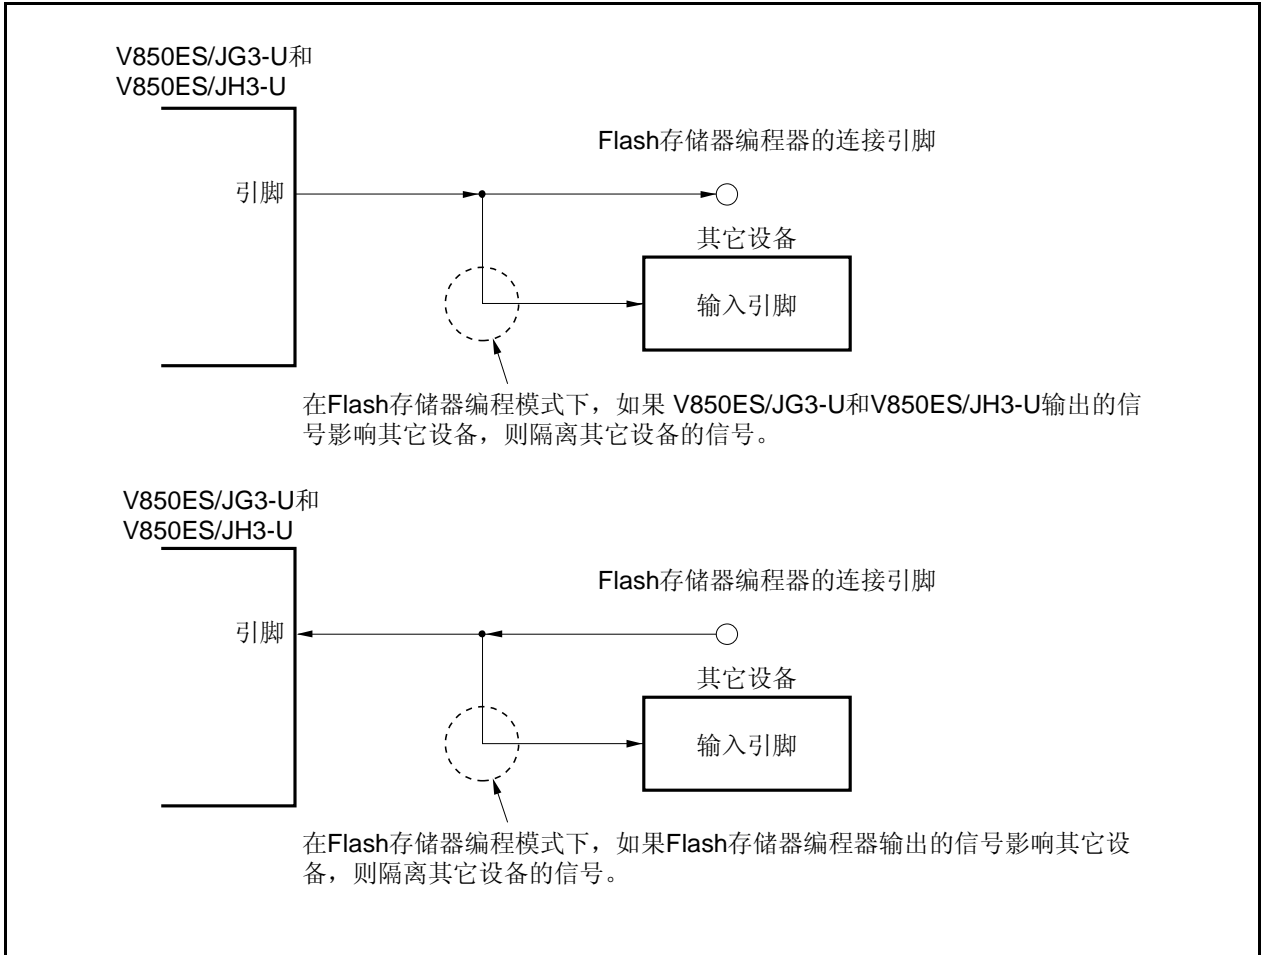 V850ES/JG3-U和
V850ES/JH3-U
Flash存储器编程器的连接引脚
引脚
其它设备
输入引脚
在Flash存储器编程模式下，如果 V850ES/JG3-U和V850ES/JH3-U输出的信
号影响其它设备，则隔离其它设备的信号。
V850ES/JG3-U和
V850ES/JH3-U
Flash存储器编程器的连接引脚
引脚
其它设备
输入引脚
在Flash存储器编程模式下，如果Flash存储器编程器输出的信号影响其它设
备，则隔离其它设备的信号。